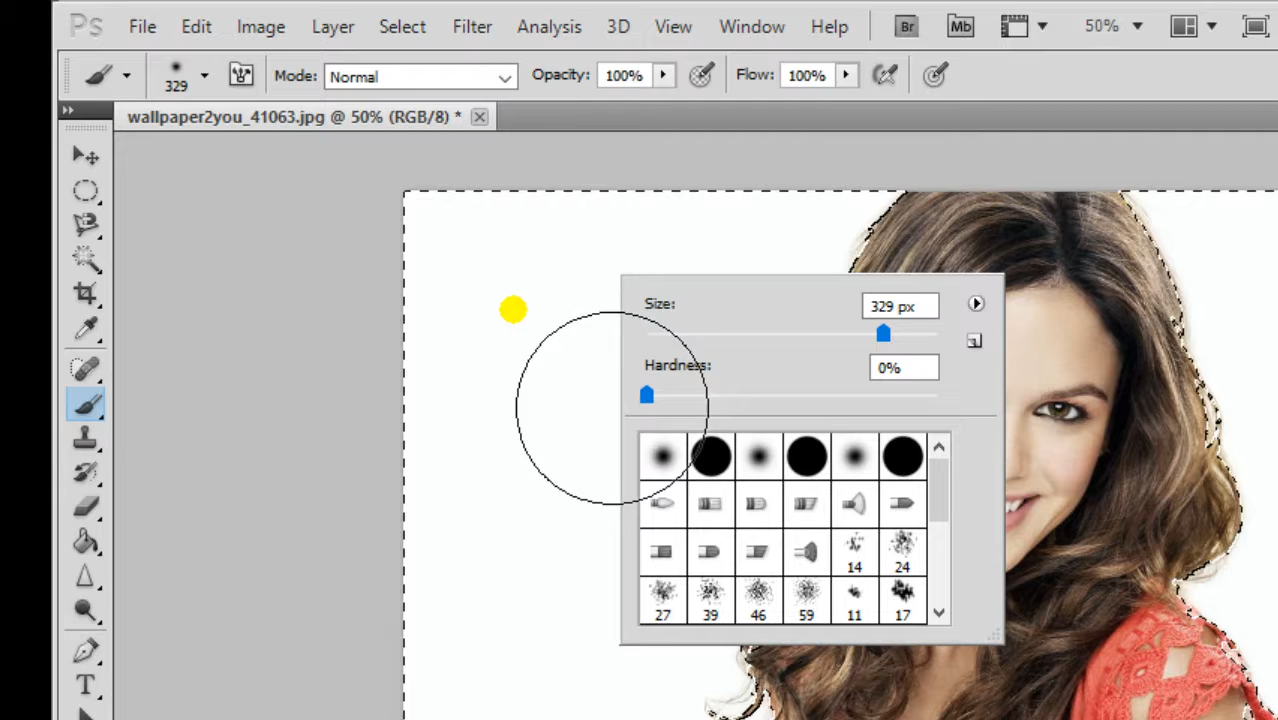 Ps File Edit Image Layer Select Filter Analysis 3D View Window Help Br Mb 50%
329 Mode: Normal Opacity: 100% Flow: 100%
wallpaper2you_41063.jpg @ 50% (RGB/8) *
Size: 329 px
Hardness: 0%
14 24
27 39 46 59 11 17
T